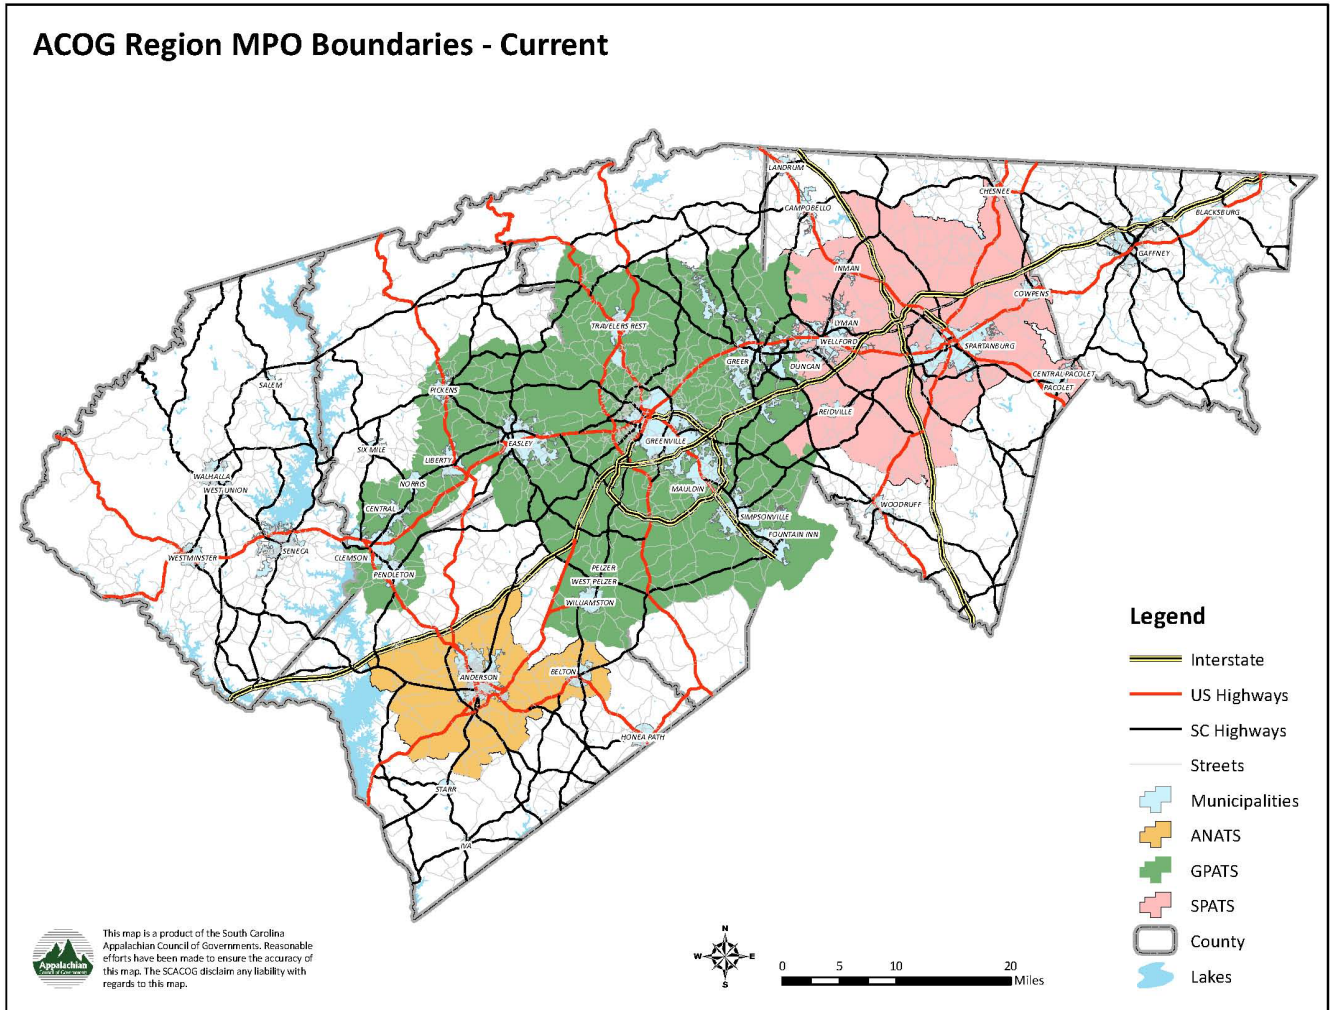 ACOG Region MPO Boundaries - Current
LANDRUM
CHESNEE
CAMPOBELLO
BLACKSBURG
GAFFNEY
INMAN
COWPENS
TRAVELERS REST
LYMAN
WELLFORD
SPARTANBURG
GREER
DUNCAN
CENTRAL PACOLET
PACOLET
SALEM
PICKENS
REIDVILLE
EASLEY
GREENVILLE
SIX MILE
LIBERTY
WALHALLA
WEST UNION
NORRIS
MAULDIN
CENTRAL
SIMPSONVILLE
WOODRUFF
FOUNTAIN INN
SENECA
WESTMINSTER
CLEMSON
PENDLETON
PELZER
WEST PELZER
WILLIAMSTON
BELTON
ANDERSON
HONEA PATH
STARR
IVA
Legend
Interstate
US Highways
SC Highways
Streets
Municipalities
ANATS
GPATS
SPATS
County
Lakes
Appalachian
Council of Governments
This map is a product of the South Carolina
Appalachian Council of Governments. Reasonable
efforts have been made to ensure the accuracy of
this map. The SCACOG disclaim any liability with
regards to this map.
N
W E
S
0 5 10 20
Miles